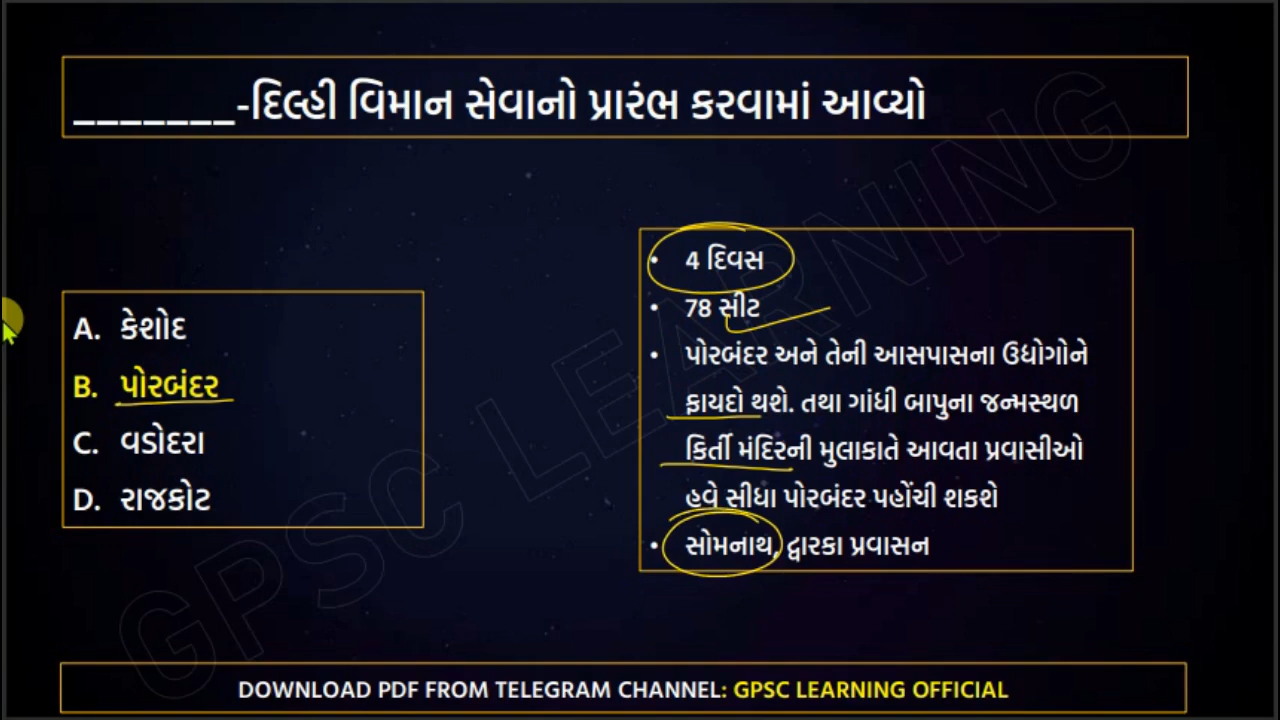 _______-દિલ્હી વિમાન સેવાનો પ્રારંભ કરવામાં આવ્યો
A. કેશોદ
B. પોરબંદર
C. વડોદરા
D. રાજકોટ
• 4 દિવસ
• 78 સીટ
• પોરબંદર અને તેની આસપાસના ઉદ્યોગોને
ફાયદો થશે. તથા ગાંધી બાપુના જન્મસ્થળ
કિર્તી મંદિરની મુલાકાતે આવતા પ્રવાસીઓ
હવે સીધા પોરબંદર પહોંચી શકશે
• સોમનાથ, દ્વારકા પ્રવાસન
GPSC LEARNING
DOWNLOAD PDF FROM TELEGRAM CHANNEL: GPSC LEARNING OFFICIAL